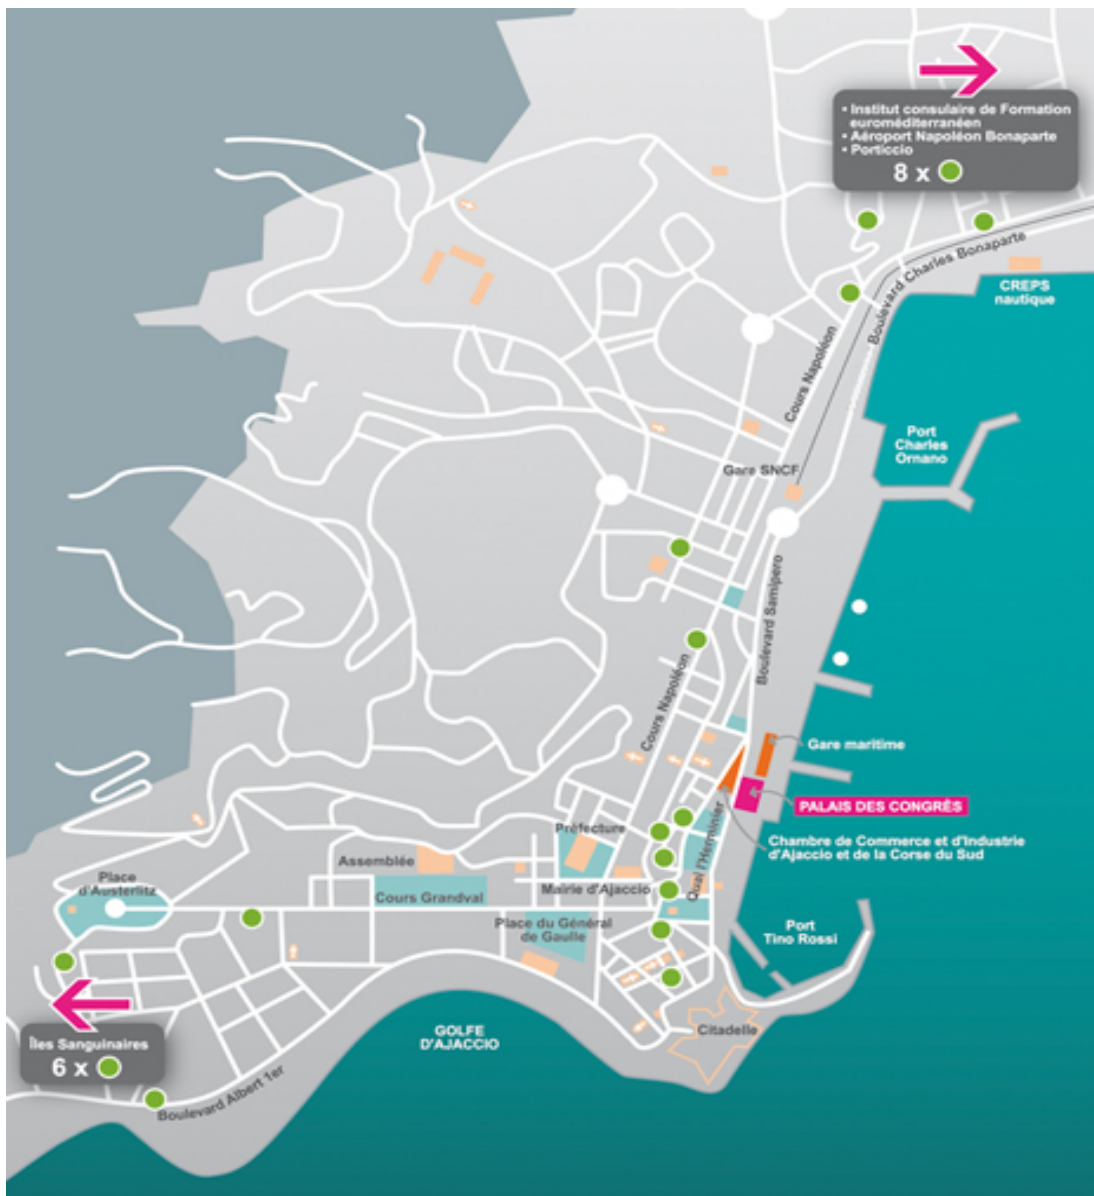 • Institut consulaire de Formation
euroméditerranéen
• Aéroport Napoléon Bonaparte
• Porticcio
8 x
Boulevard Charles Bonaparte
CREPS
nautique
Cours Napoléon
Port
Charles
Ornano
Gare SNCF
Boulevard Samipero
Cours Napoléon
Gare maritime
PALAIS DES CONGRÈS
Quai l'Herminier
Chambre de Commerce et d'Industrie
d'Ajaccio et de la Corse du Sud
Préfecture
Assemblée
Place
d'Austerlitz
Mairie d'Ajaccio
Cours Grandval
Place du Général
de Gaulle
Port
Tino Rossi
Citadelle
GOLFE
D'AJACCIO
Îles Sanguinaires
6 x
Boulevard Albert 1er